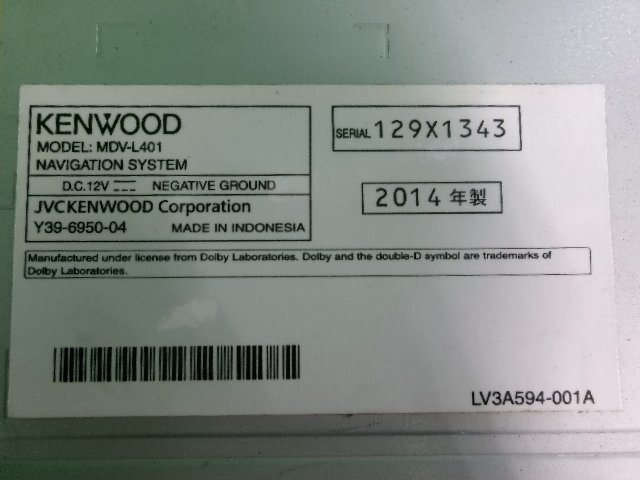 KENWOOD
MODEL: MDV-L401
NAVIGATION SYSTEM
D.C.12V ⎓ NEGATIVE GROUND
JVCKENWOOD Corporation
Y39-6950-04 MADE IN INDONESIA
SERIAL 129X1343
2014 年製
Manufactured under license from Dolby Laboratories. Dolby and the double-D symbol are trademarks of
Dolby Laboratories.
LV3A594-001A